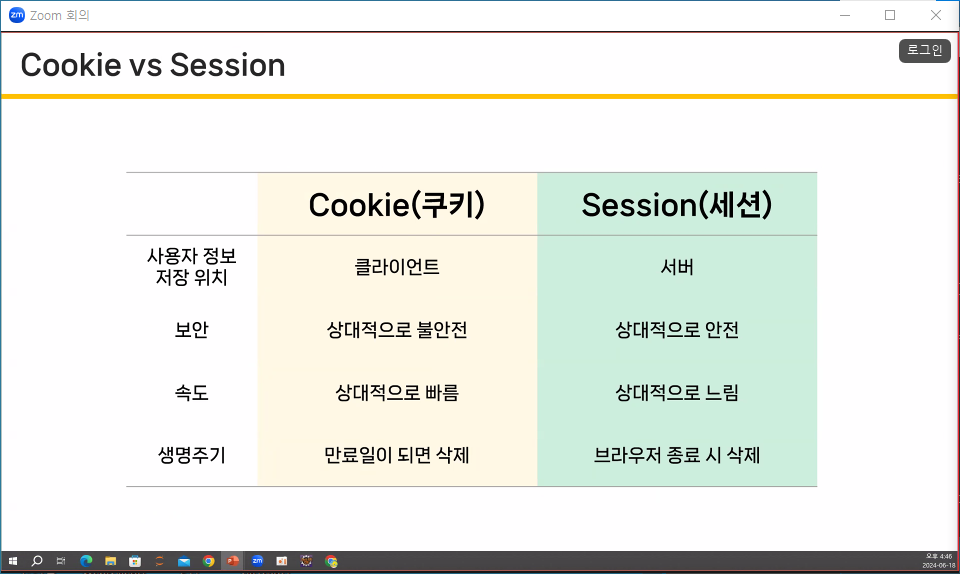 zm Zoom 회의
로그인
Cookie vs Session
Cookie(쿠키) Session(세션)
사용자 정보
저장 위치 클라이언트 서버
보안 상대적으로 불안전 상대적으로 안전
속도 상대적으로 빠름 상대적으로 느림
생명주기 만료일이 되면 삭제 브라우저 종료 시 삭제
zm
오후 4:46
2024-06-18